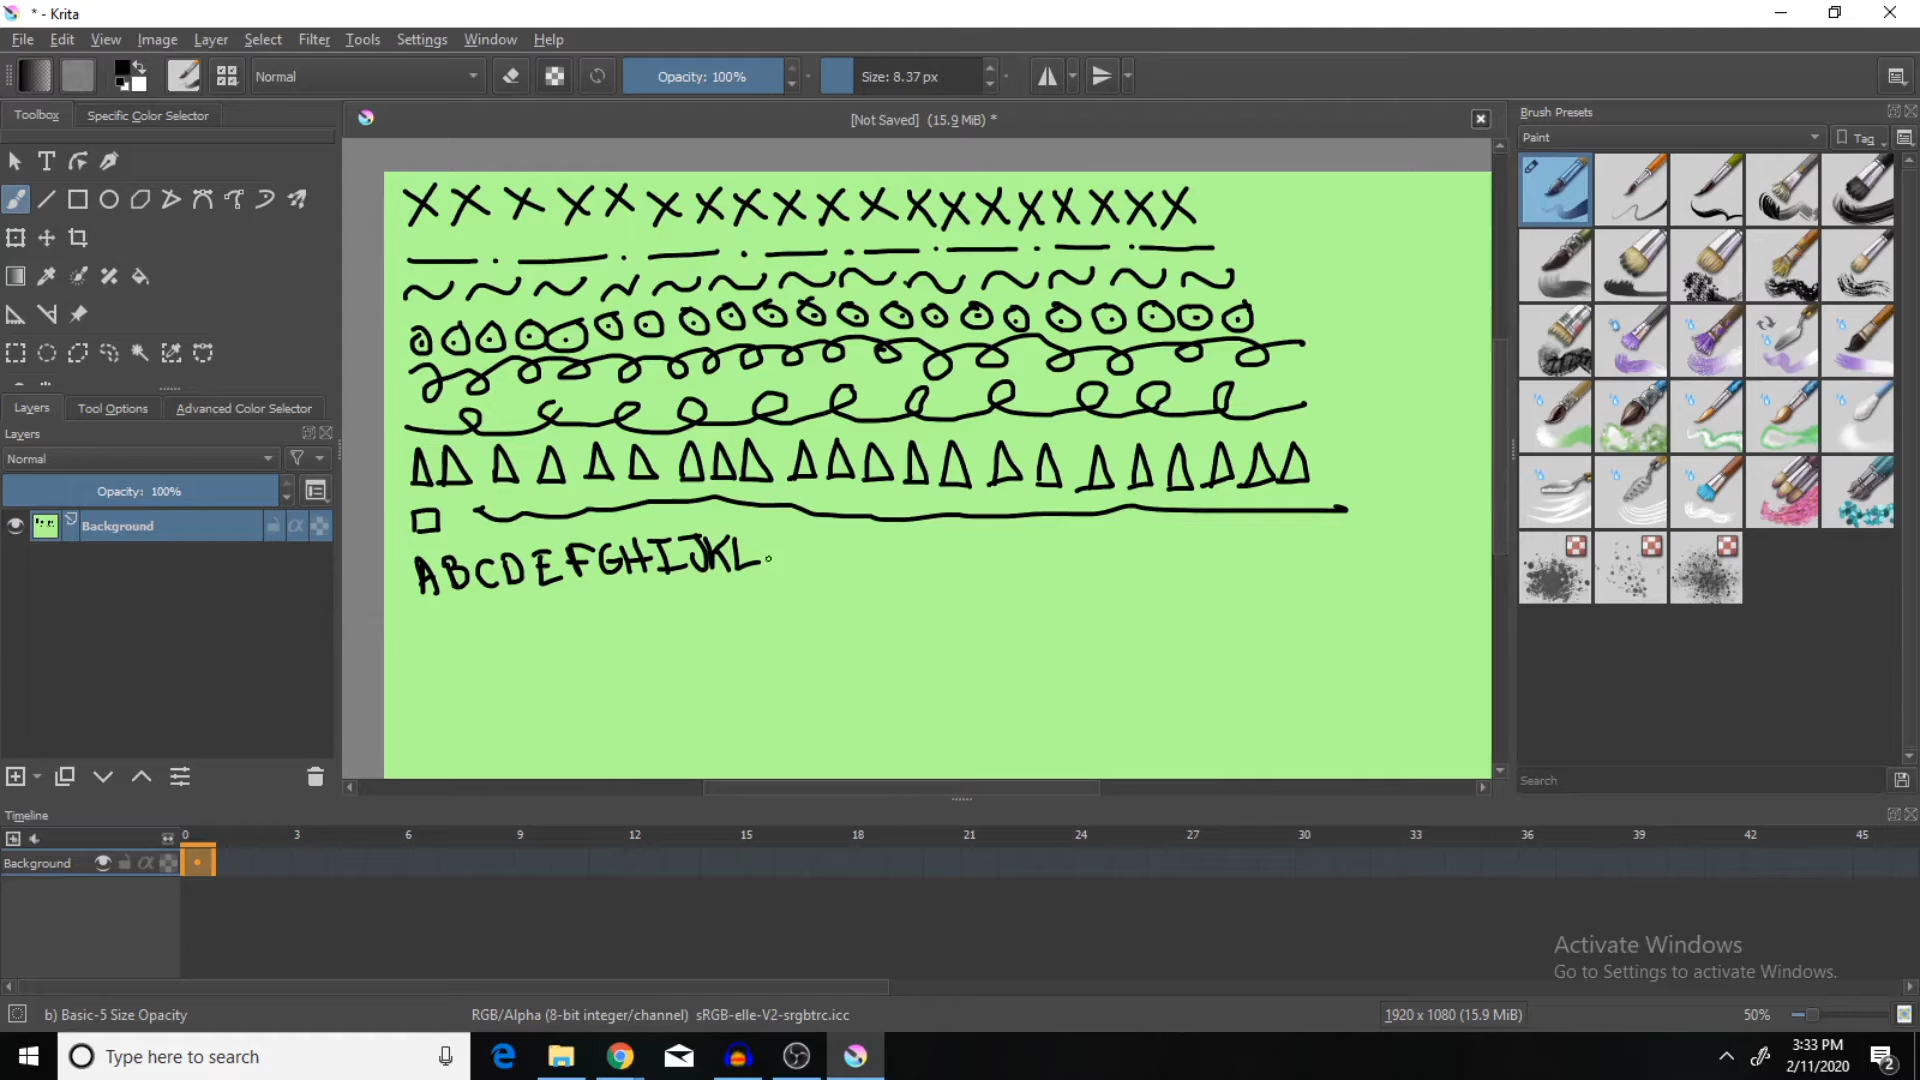 * - Krita
File Edit View Image Layer Select Filter Tools Settings Window Help
Normal Opacity: 100% Size: 8.37 px
Toolbox Specific Color Selector
[Not Saved] (15.9 MiB) *
Brush Presets
Paint Tag
X X X X X X X X X X X X X X X X X X X
ABCDEFGHIJKL
Layers Tool Options Advanced Color Selector
Layers
Normal
Opacity: 100%
Background
Search
Timeline
0 3 6 9 12 15 18 21 24 27 30 33 36 39 42 45
Background
Activate Windows
Go to Settings to activate Windows.
b) Basic-5 Size Opacity RGB/Alpha (8-bit integer/channel) sRGB-elle-V2-srgbtrc.icc 1920 x 1080 (15.9 MiB) 50%
Type here to search
3:33 PM
2/11/2020
2